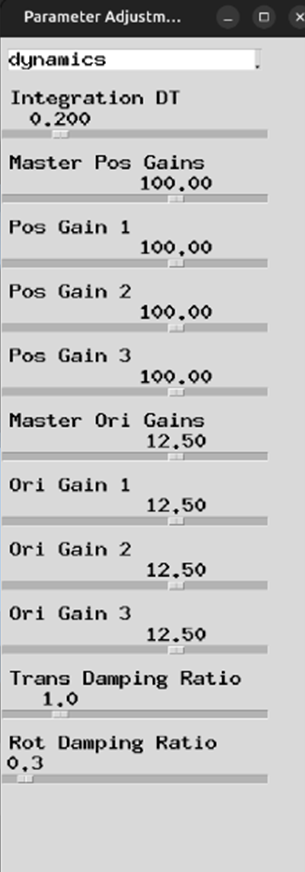 Parameter Adjustm...
dynamics
Integration DT
0.200
Master Pos Gains
100.00
Pos Gain 1
100.00
Pos Gain 2
100.00
Pos Gain 3
100.00
Master Ori Gains
12.50
Ori Gain 1
12.50
Ori Gain 2
12.50
Ori Gain 3
12.50
Trans Damping Ratio
1.0
Rot Damping Ratio
0.3